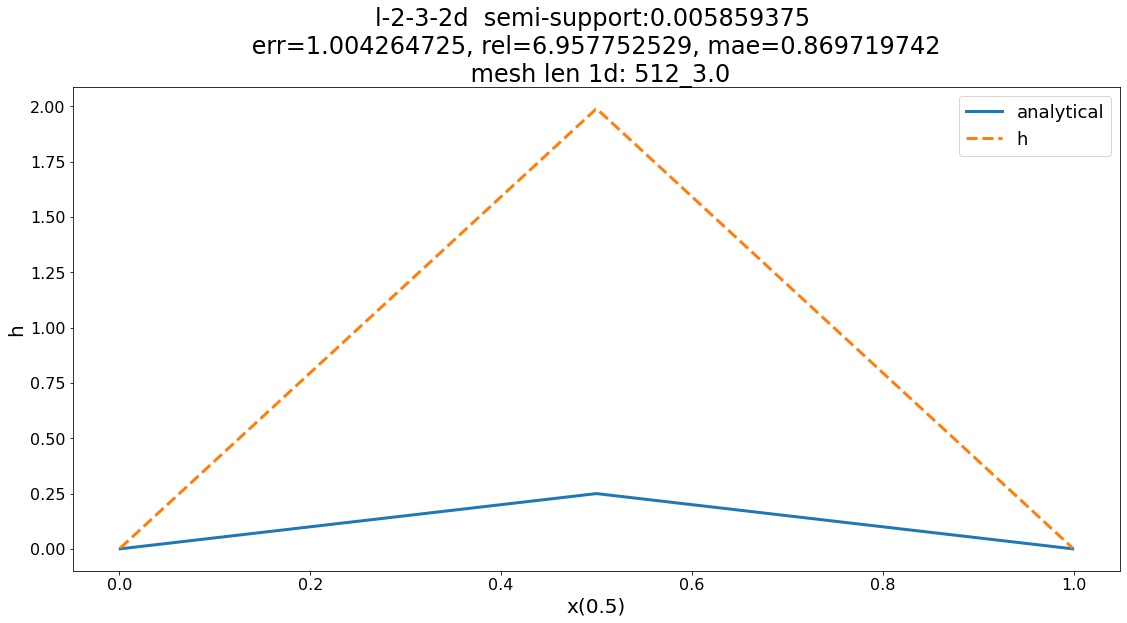 l-2-3-2d  semi-support:0.005859375
err=1.004264725, rel=6.957752529, mae=0.869719742
mesh len 1d: 512_3.0
analytical
h
2.00
1.75
1.50
1.25
1.00
0.75
0.50
0.25
0.00
h
0.0 0.2 0.4 0.6 0.8 1.0
x(0.5)